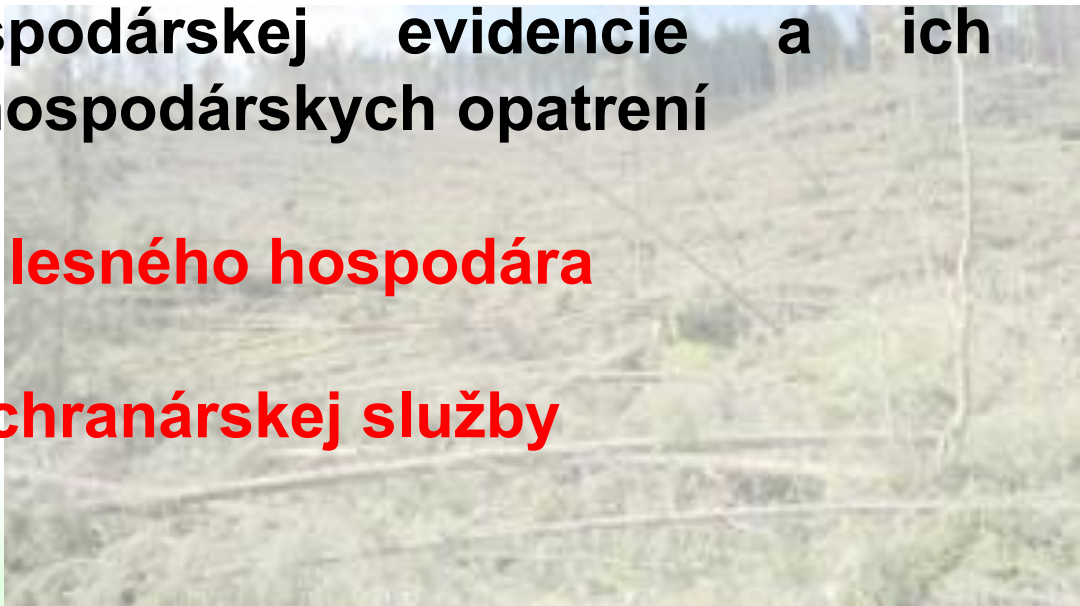 spodárskej evidencie a ich
hospodárskych opatrení
lesného hospodára
chranárskej služby